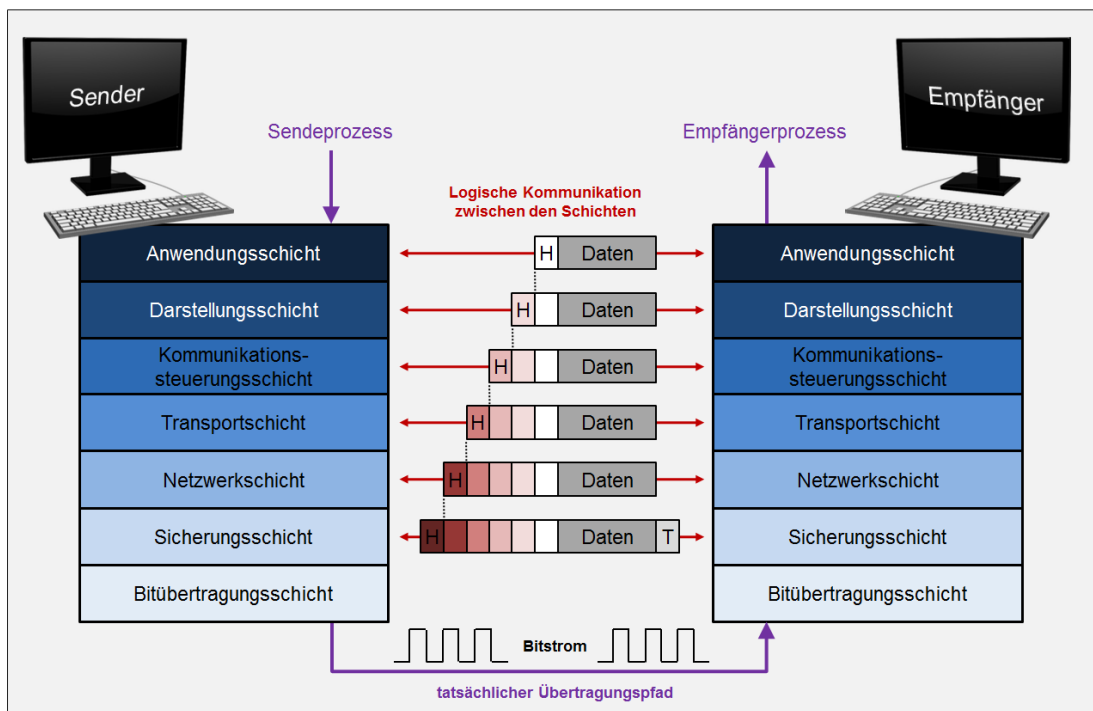 Sender
Empfänger
Sendeprozess
Empfängerprozess
Logische Kommunikation
zwischen den Schichten
Anwendungsschicht
H Daten
Anwendungsschicht
Darstellungsschicht
H Daten
Darstellungsschicht
Kommunikations-
steuerungsschicht
H Daten
Kommunikations-
steuerungsschicht
Transportschicht
H Daten
Transportschicht
Netzwerkschicht
H Daten
Netzwerkschicht
Sicherungsschicht
H Daten T
Sicherungsschicht
Bitübertragungsschicht
Bitübertragungsschicht
Bitstrom
tatsächlicher Übertragungspfad